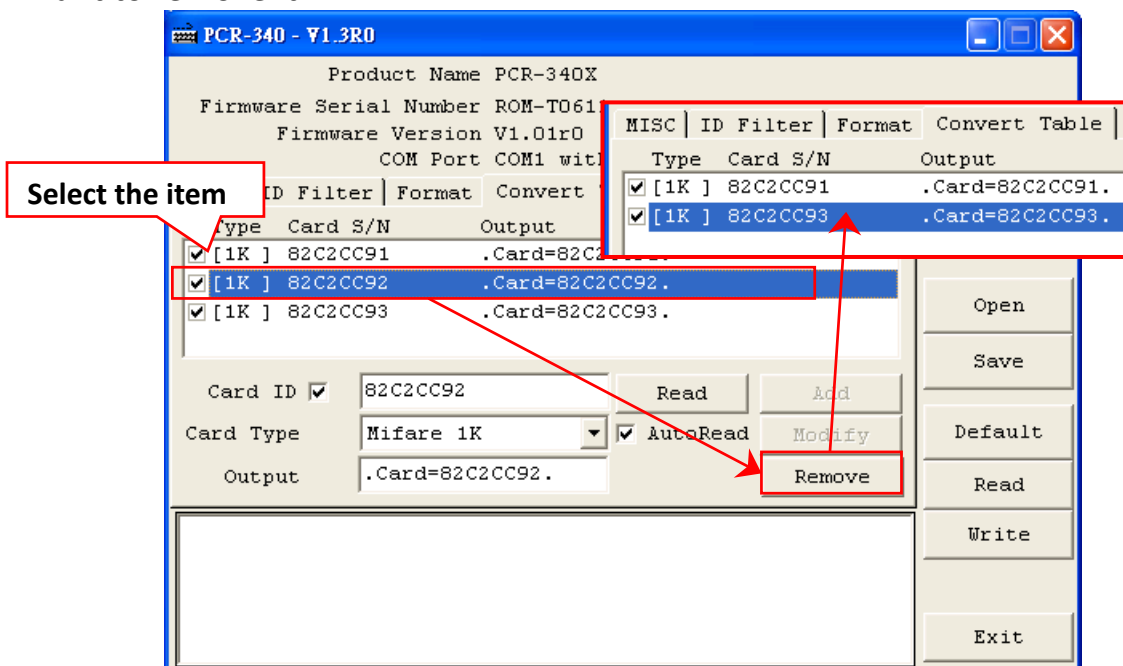 PCR-340 - V1.3R0
Product Name PCR-340X
Firmware Serial Number ROM-T061
Firmware Version V1.01r0
COM Port COM1 wit
MISC ID Filter Format Convert Table
Type Card S/N Output
[1K ] 82C2CC91 .Card=82C2CC91.
[1K ] 82C2CC93 .Card=82C2CC93.
Select the item
ID Filter Format Convert
Type Card S/N Output
[1K ] 82C2CC91 .Card=82C2
[1K ] 82C2CC92 .Card=82C2CC92.
[1K ] 82C2CC93 .Card=82C2CC93.
Open
Save
Card ID 82C2CC92 Read Add
Card Type Mifare 1K AutoRead Modify Default
Output .Card=82C2CC92. Remove Read
Write
Exit